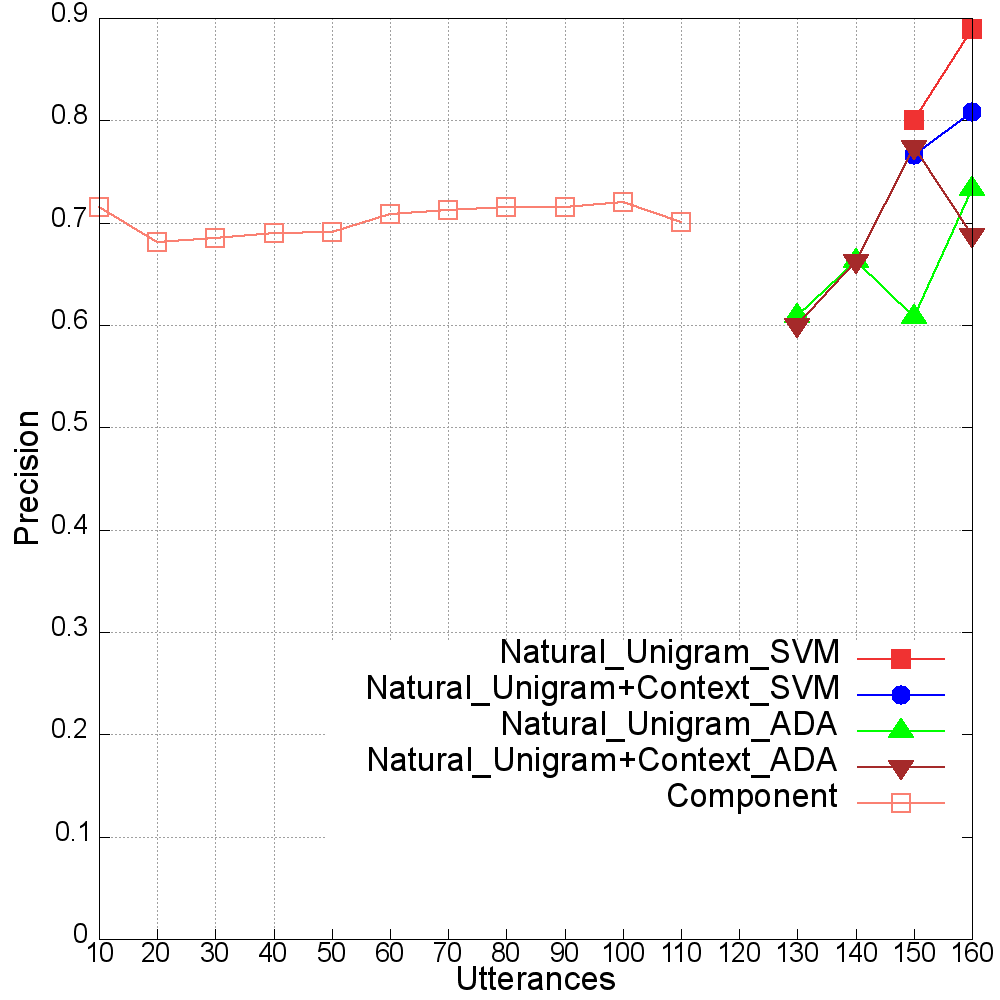 0.9
0.8
0.7
0.6
0.5
0.4
0.3
0.2
0.1
0
Precision
Natural_Unigram_SVM
Natural_Unigram+Context_SVM
Natural_Unigram_ADA
Natural_Unigram+Context_ADA
Component
10 20 30 40 50 60 70 80 90 100 110 120 130 140 150 160
Utterances